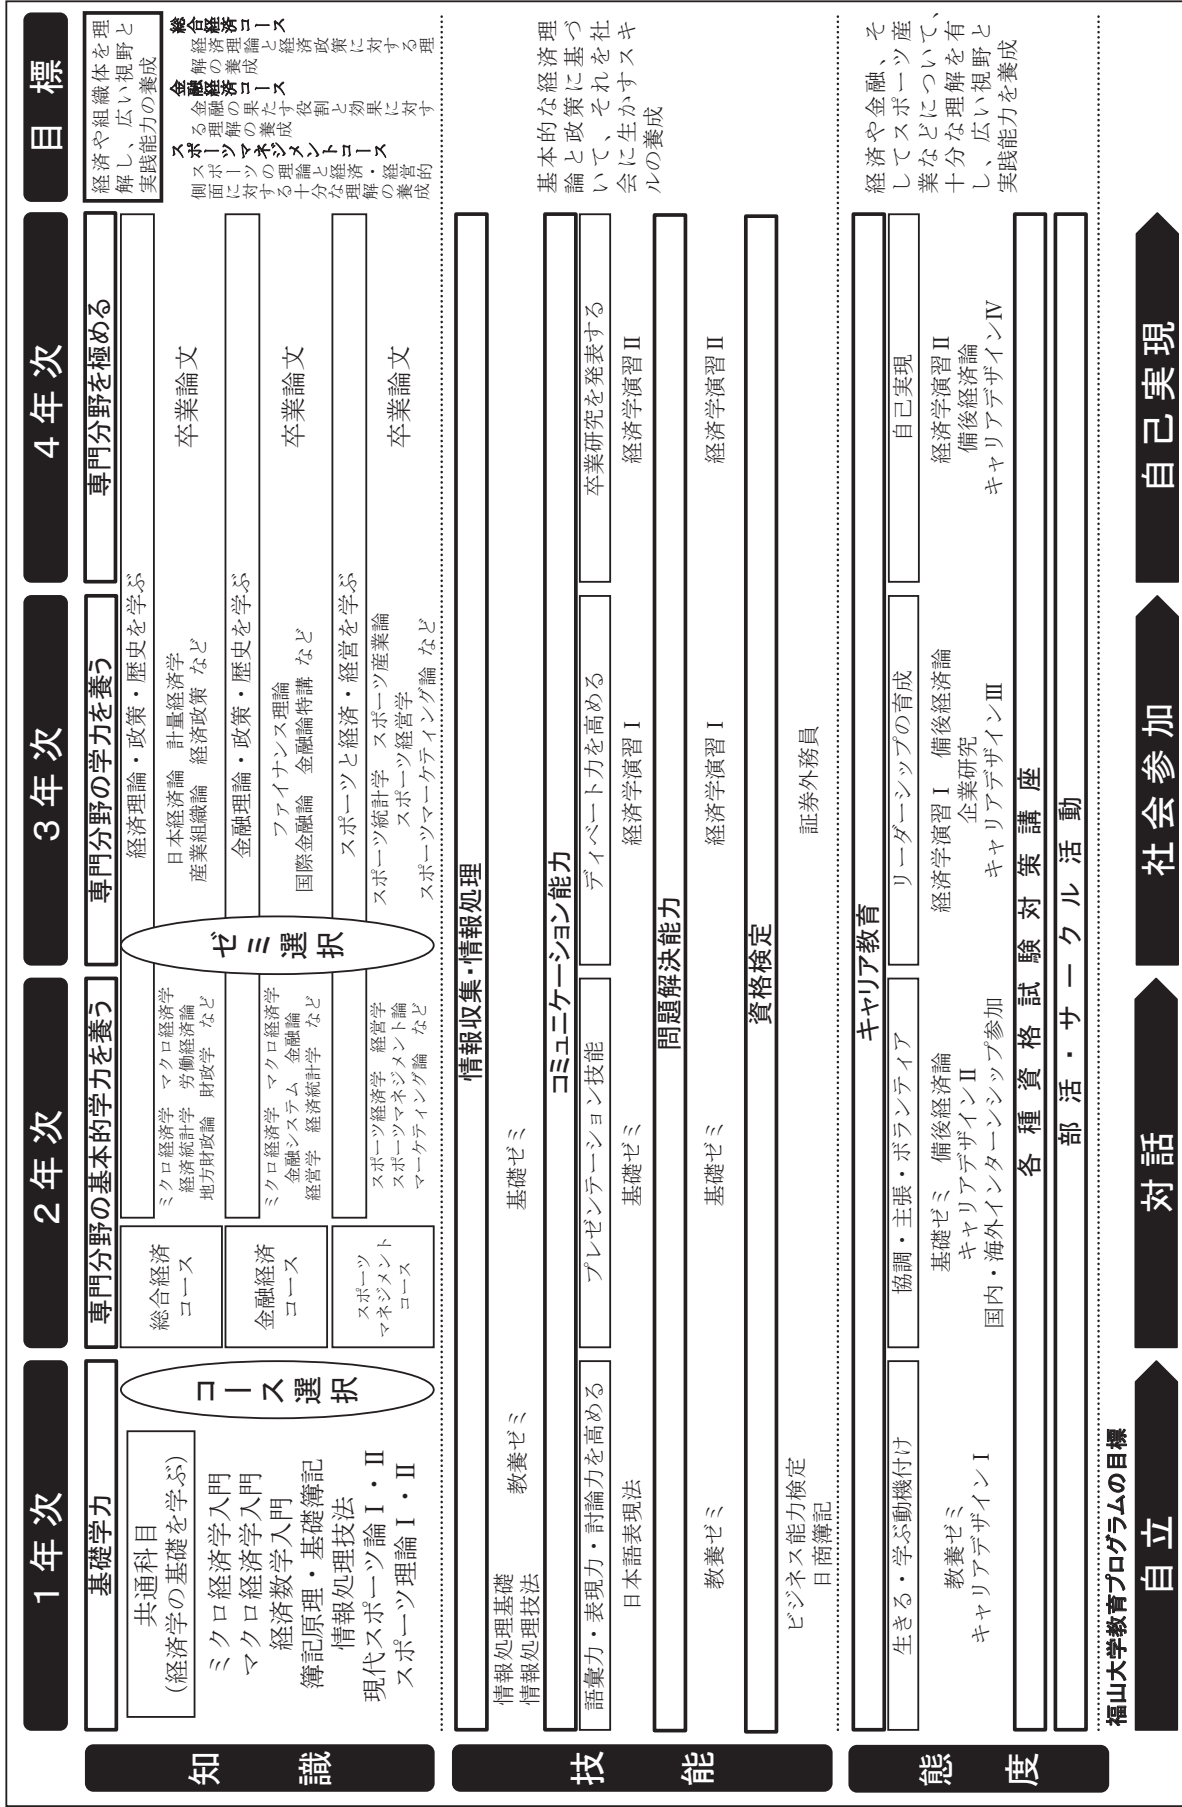 1年次
2年次
3年次
4年次
目標
知識
基礎学力
専門分野の基本的学力を養う
専門分野の学力を養う
専門分野を極める
共通科目
(経済学の基礎を学ぶ)
ミクロ経済学入門
マクロ経済学入門
経済数学入門
簿記原理・基礎簿記
情報処理技法
現代スポーツ論Ⅰ・Ⅱ
スポーツ理論Ⅰ・Ⅱ
コース選択
総合経済
コース
ミクロ経済学 マクロ経済学
経済統計学 労働経済論
地方財政論 財政学 など
金融経済
コース
ミクロ経済学 マクロ経済学
金融システム 金融論
経営学 経済統計学 など
スポーツ
マネジメント
コース
スポーツ経済学 経営学
スポーツマネジメント論
マーケティング論 など
ゼミ選択
経済理論・政策・歴史を学ぶ
日本経済論 計量経済学
産業組織論 経済政策 など
金融理論・政策・歴史を学ぶ
ファイナンス理論
国際金融論 金融論特講 など
スポーツと経済・経営を学ぶ
スポーツ統計学 スポーツ産業論
スポーツ経営学
スポーツマーケティング論 など
卒業論文
卒業論文
卒業論文
経済や組織体を理
解し、広い視野と
実践能力の養成
総合経済コース
経済理論と経済政策に対する理
解の養成
金融経済コース
金融の果たす役割と効果に対す
る理解の養成
スポーツマネジメントコース
スポーツの理論と経済・経営的
側面に対する十分な理解の養成
技能
情報収集・情報処理
情報処理基礎
情報処理技法
教養ゼミ
基礎ゼミ
コミュニケーション能力
語彙力・表現力・討論力を高める
プレゼンテーション技能
ディベート力を高める
卒業研究を発表する
日本語表現法
基礎ゼミ
経済学演習Ⅰ
経済学演習Ⅱ
問題解決能力
教養ゼミ
基礎ゼミ
経済学演習Ⅰ
経済学演習Ⅱ
資格検定
ビジネス能力検定
日商簿記
証券外務員
基本的な経済理
論と政策に基づ
いて、それを社
会に生かすスキ
ルの養成
態度
キャリア教育
生きる・学ぶ動機付け
協調・主張・ボランティア
リーダーシップの育成
自己実現
教養ゼミ
キャリアデザインⅠ
基礎ゼミ 備後経済論
キャリアデザインⅡ
国内・海外インターンシップ参加
経済学演習Ⅰ 備後経済論
企業研究
キャリアデザインⅢ
経済学演習Ⅱ
備後経済論
キャリアデザインⅣ
各種資格試験対策講座
部活・サークル活動
経済や金融、そ
してスポーツ産
業などについて、
十分な理解を有
し、広い視野と
実践能力を養成
福山大学教育プログラムの目標
自立
対話
社会参加
自己実現